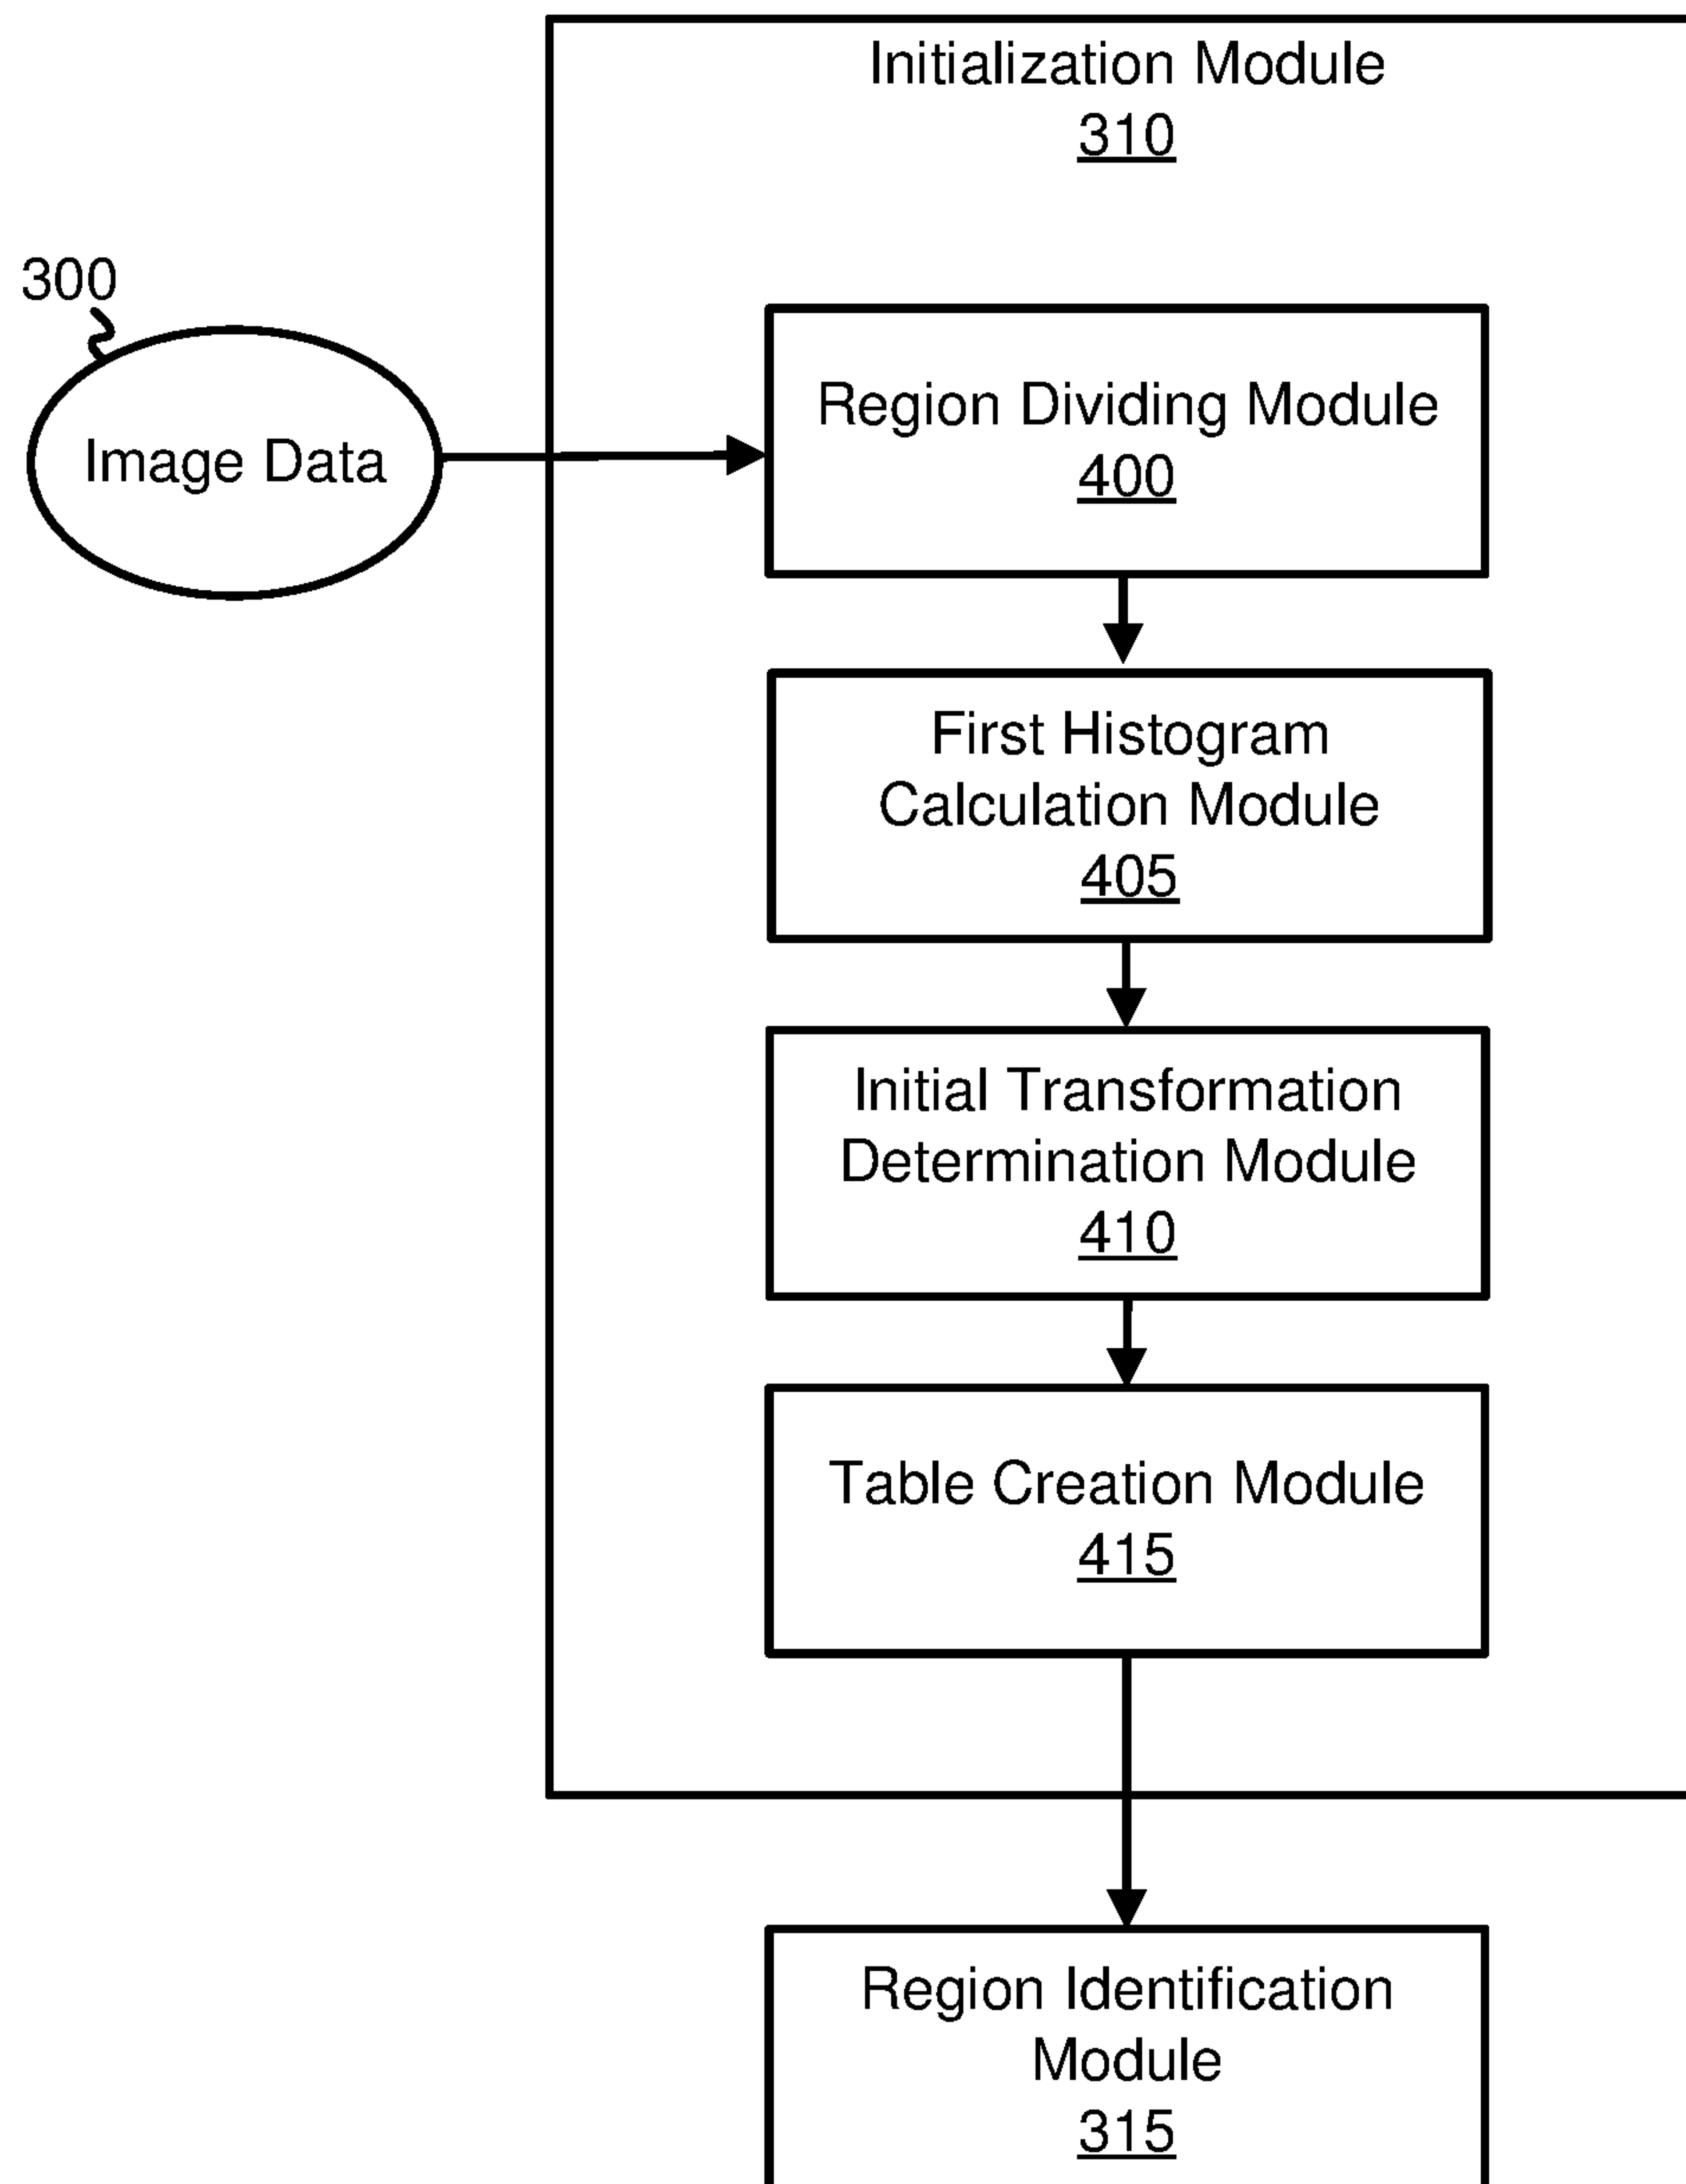 Initialization Module
310
300
Image Data
Region Dividing Module
400
First Histogram
Calculation Module
405
Initial Transformation
Determination Module
410
Table Creation Module
415
Region Identification
Module
315